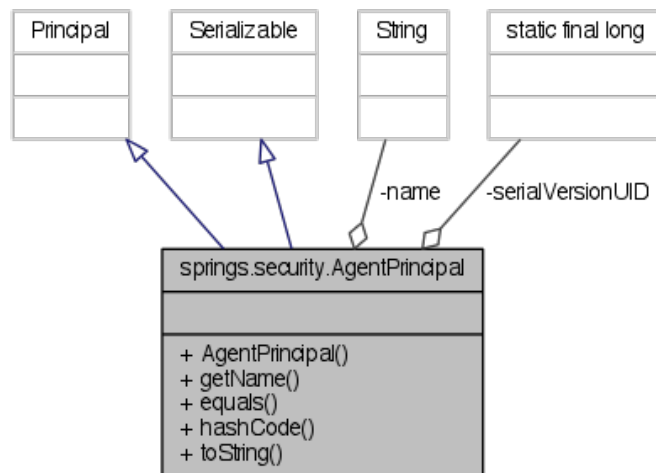 Principal
Serializable
String
static final long
-name
-serialVersionUID
springs.security.AgentPrincipal
+ AgentPrincipal()
+ getName()
+ equals()
+ hashCode()
+ toString()